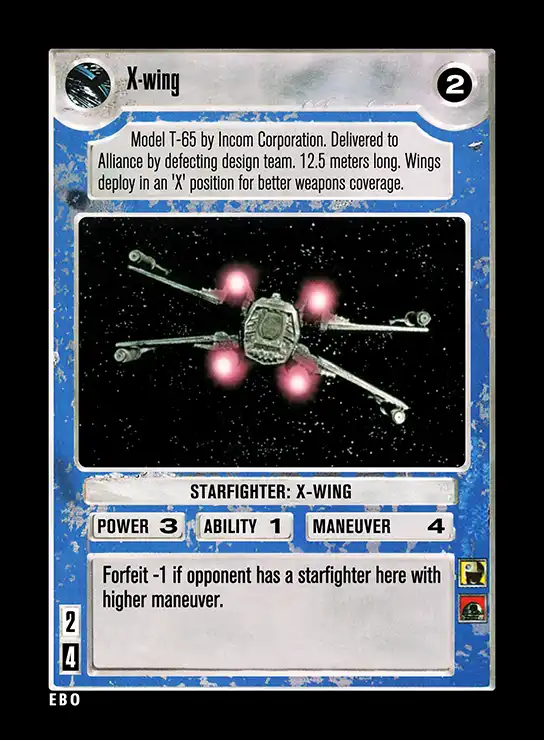 X-wing
2
Model T-65 by Incom Corporation. Delivered to
Alliance by defecting design team. 12.5 meters long. Wings
deploy in an 'X' position for better weapons coverage.
STARFIGHTER: X-WING
POWER 3 ABILITY 1 MANEUVER 4
Forfeit -1 if opponent has a starfighter here with
higher maneuver.
2
4
EBO